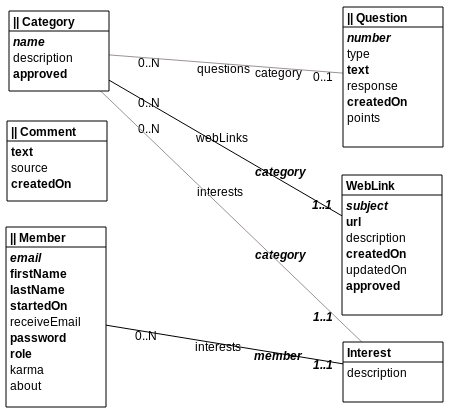 || Category
name
description
approved
|| Question
number
type
text
response
createdOn
points
0..N
questions
category
0..1
0..N
webLinks
category
1..1
0..N
interests
category
1..1
|| Comment
text
source
createdOn
WebLink
subject
url
description
createdOn
updatedOn
approved
|| Member
email
firstName
lastName
startedOn
receiveEmail
password
role
karma
about
0..N
interests
member
1..1
Interest
description